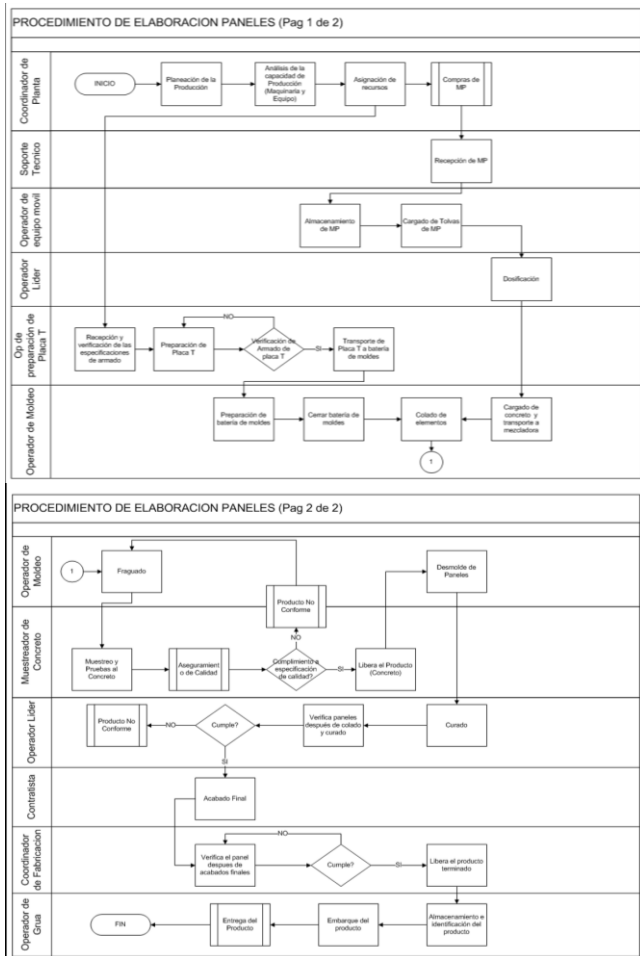 PROCEDIMIENTO DE ELABORACION PANELES (Pag 1 de 2)
Coordinador de
Planta
INICIO
Planeación de la
Producción
Análisis de la
capacidad de
Producción
(Maquinaria y
Equipo)
Asignación de
recursos
Compras de
MP
Soporte
Tecnico
Recepción de MP
Operador de
equipo movil
Almacenamiento
de MP
Cargado de Tolvas
de MP
Operador
Lider
Dosificación
Op de
preparación de
Placa T
Recepción y
verificación de las
especificaciones
de armado
Preparación de
Placa T
NO
Verificación de
Armado de
placa T
SI
Transporte de
Placa T a batería
de moldes
Operador de Moldeo
Preparación de
batería de moldes
Cerrar batería de
moldes
Colado de
elementos
Cargado de
concreto y
transporte a
mezcladora
1
PROCEDIMIENTO DE ELABORACION PANELES (Pag 2 de 2)
Operador de
Moldeo
1
Fraguado
Desmolde de
Paneles
Producto No
Conforme
NO
Muestreador de
Concreto
Muestreo y
Pruebas al
Concreto
Aseguramient
o de Calidad
Cumplimiento a
especificación
de calidad?
SI
Libera el Producto
(Concreto)
Operador Lider
Producto No
Conforme
NO
Cumple?
SI
Verifica paneles
después de colado
y curado
Curado
Contratista
Acabado Final
Coordinador
de Fabricacion
Verifica el panel
despues de
acabados finales
NO
Cumple?
SI
Libera el producto
terminado
Operador de
Grua
FIN
Entrega del
Producto
Embarque del
producto
Almacenamiento e
identificación del
producto